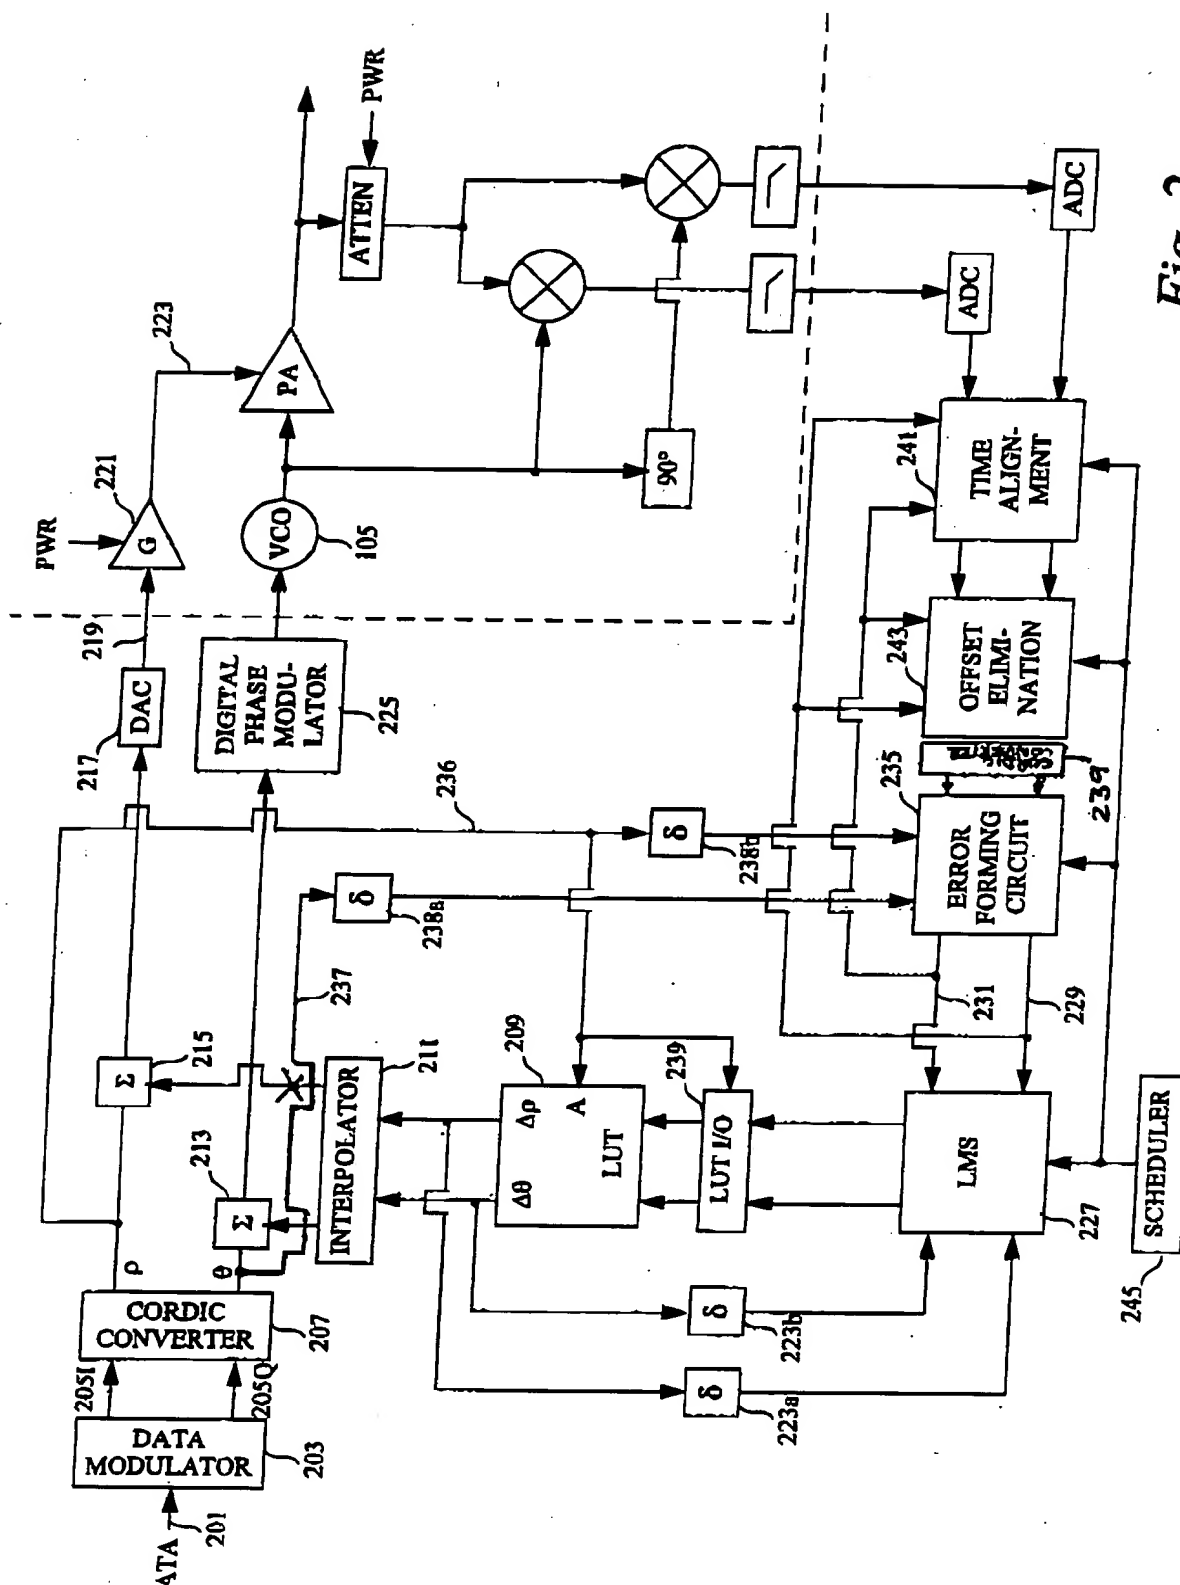 ATA
201
DATA
MODULATOR
203
205I
205Q
CORDIC
CONVERTER
207
ρ
θ
Σ
213
Σ
215
217
DAC
219
PWR
G
221
223
DIGITAL
PHASE
MODU-
LATOR
225
VCO
105
PA
ATTEN
PWR
90°
INTERPOLATOR
211
237
236
δ
238a
δ
238b
Δθ
Δρ
A
LUT
209
LUT I/O
239
δ
223b
δ
223a
LMS
227
231
229
ERROR
FORMING
CIRCUIT
235
CONVERTER
239
OFFSET
ELIMI-
NATION
243
TIME
ALIGN-
MENT
241
ADC
ADC
SCHEDULER
245
Fig. 2